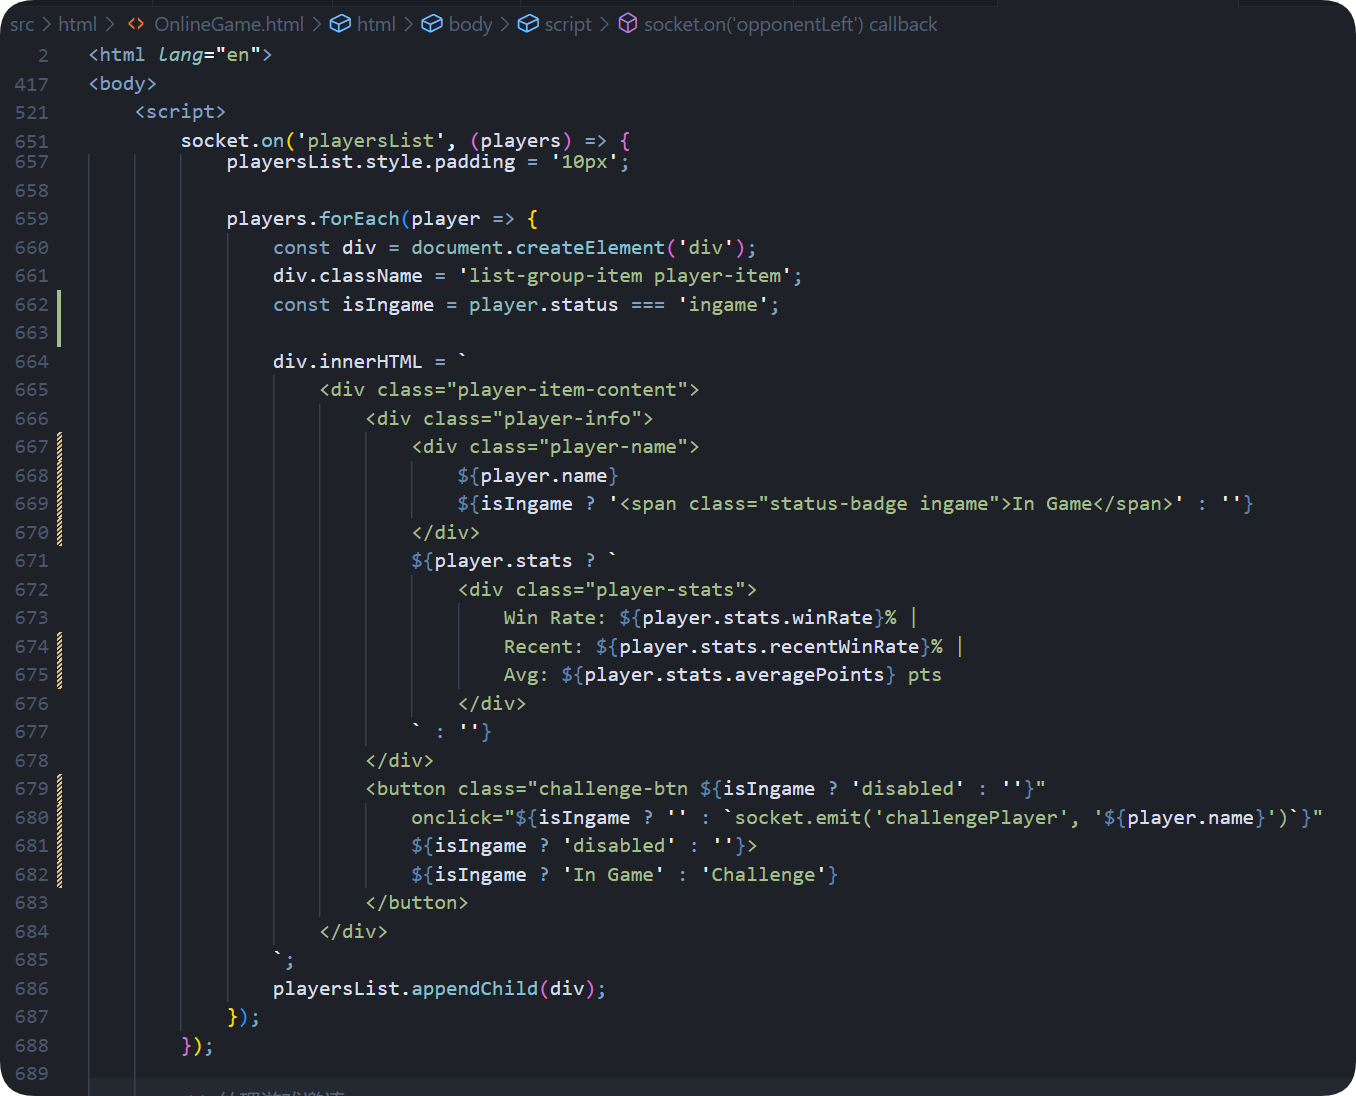 src > html > <> OnlineGame.html > html > body > script > socket.on('opponentLeft') callback
2 <html lang="en">
417 <body>
521 <script>
651 socket.on('playersList', (players) => {
657 playersList.style.padding = '10px';
658
659 players.forEach(player => {
660 const div = document.createElement('div');
661 div.className = 'list-group-item player-item';
662 const isIngame = player.status === 'ingame';
663
664 div.innerHTML = `
665 <div class="player-item-content">
666 <div class="player-info">
667 <div class="player-name">
668 ${player.name}
669 ${isIngame ? '<span class="status-badge ingame">In Game</span>' : ''}
670 </div>
671 ${player.stats ? `
672 <div class="player-stats">
673 Win Rate: ${player.stats.winRate}% |
674 Recent: ${player.stats.recentWinRate}% |
675 Avg: ${player.stats.averagePoints} pts
676 </div>
677 ` : ''}
678 </div>
679 <button class="challenge-btn ${isIngame ? 'disabled' : ''}"
680 onclick="${isIngame ? '' : `socket.emit('challengePlayer', '${player.name}')`}"
681 ${isIngame ? 'disabled' : ''}>
682 ${isIngame ? 'In Game' : 'Challenge'}
683 </button>
684 </div>
685 `;
686 playersList.appendChild(div);
687 });
688 });
689